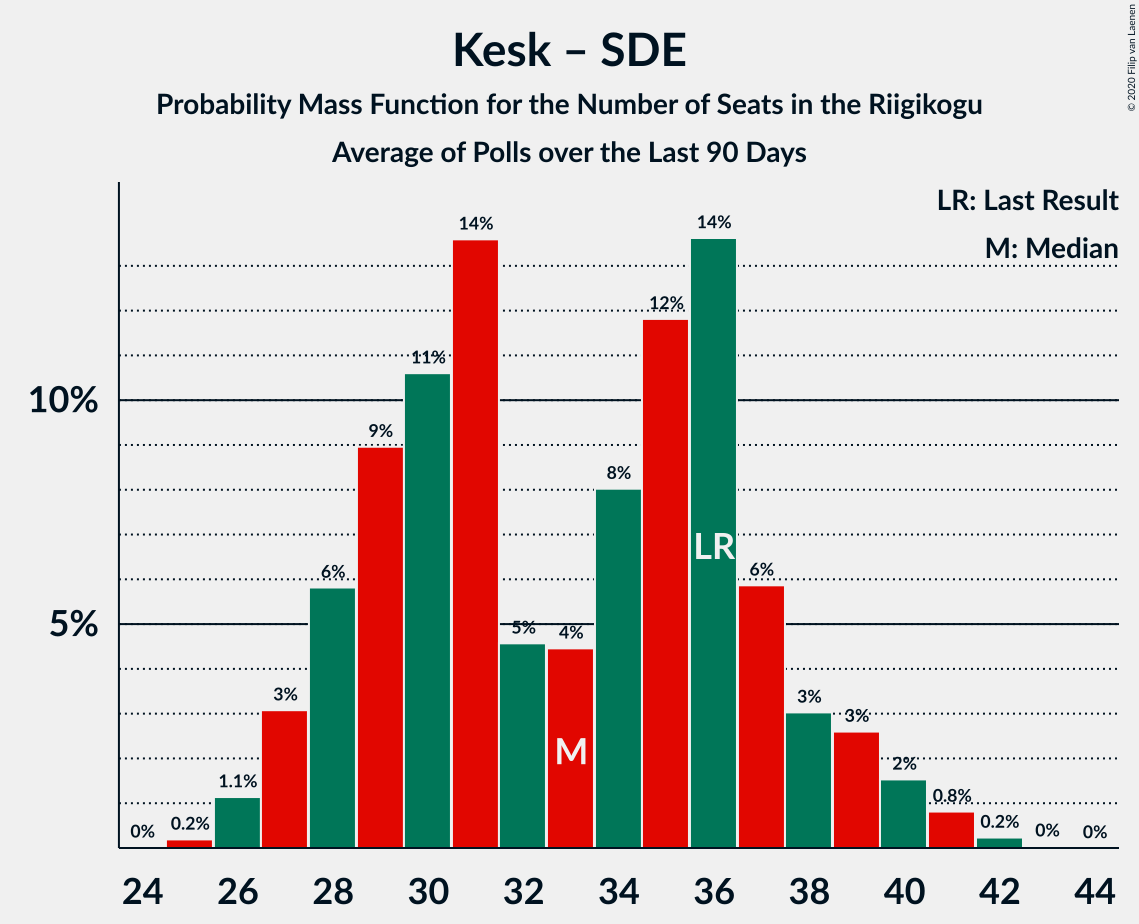 Kesk – SDE
Probability Mass Function for the Number of Seats in the Riigikogu
Average of Polls over the Last 90 Days
© 2020 Filip van Laenen
LR: Last Result
M: Median
10%
5%
0%
0.2%
1.1%
3%
6%
9%
11%
14%
5%
4%
8%
12%
14%
6%
3%
3%
2%
0.8%
0.2%
0%
0%
LR
M
24 26 28 30 32 34 36 38 40 42 44